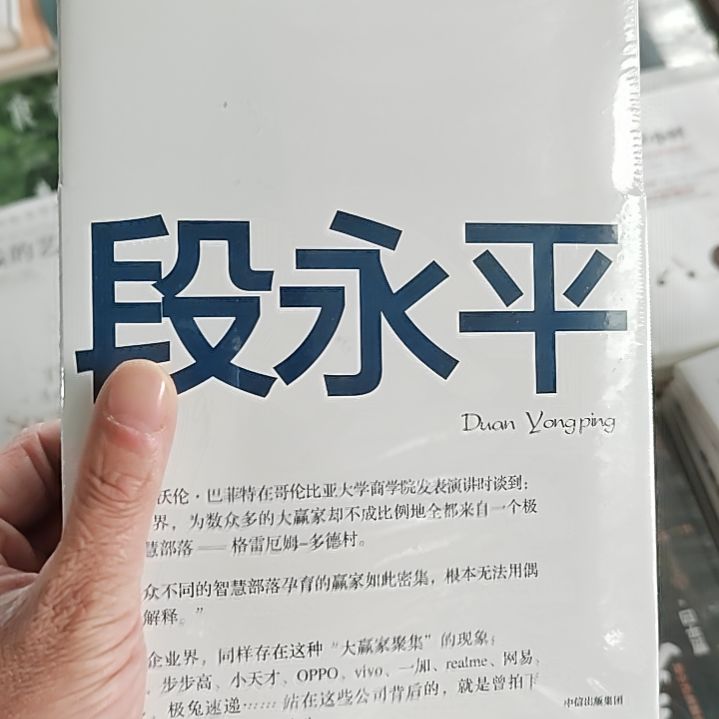 段永平
Duan Yongping
沃伦·巴菲特在哥伦比亚大学商学院发表演讲时谈到：
界，为数众多的大赢家却不成比例地全都来自一个极
慧部落——格雷厄姆–多德村。
众不同的智慧部落孕育的赢家如此密集，根本无法用偶
解释。”
企业界，同样存在这种“大赢家聚集”的现象：
步步高、小天才、OPPO、vivo、一加、realme、网易、
极兔速递⋯⋯ 站在这些公司背后的，就是曾拍下
中信出版集团